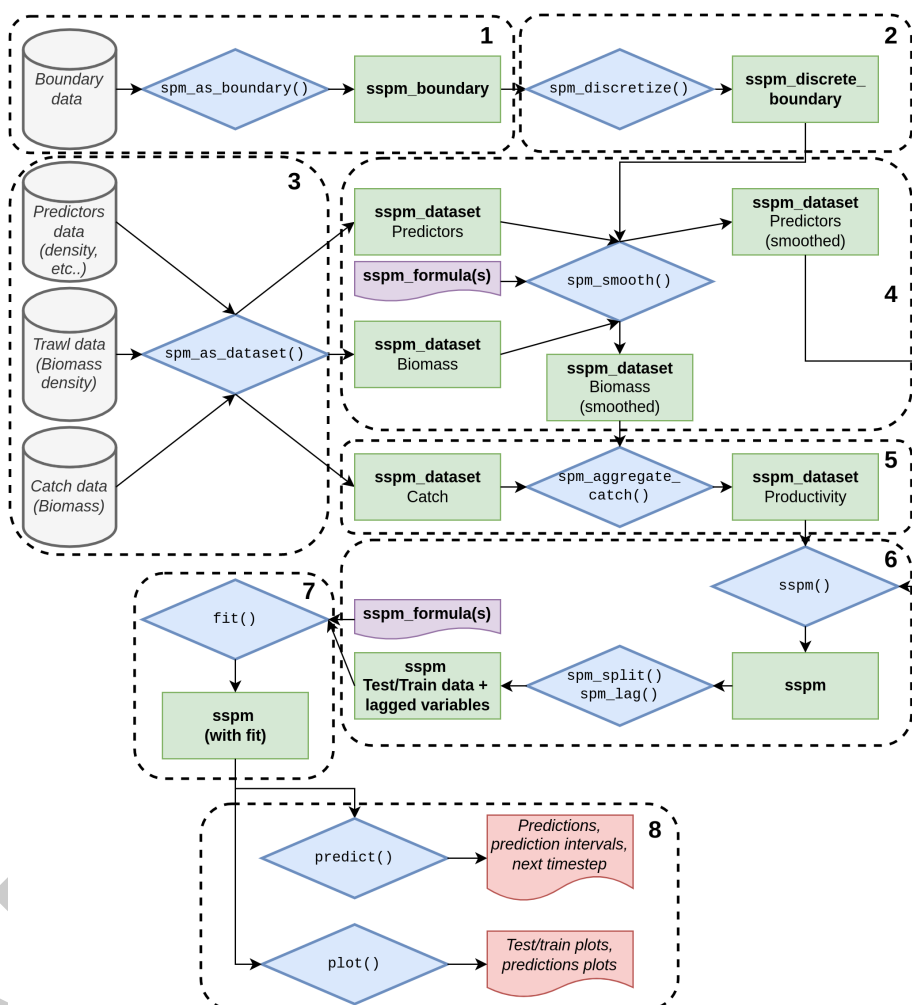 1
Boundary
data
spm_as_boundary()
sspm_boundary
2
spm_discretize()
sspm_discrete_
boundary
3
Predictors
data
(density,
etc..)
Trawl data
(Biomass
density)
Catch data
(Biomass)
spm_as_dataset()
4
sspm_dataset
Predictors
sspm_formula(s)
sspm_dataset
Biomass
spm_smooth()
sspm_dataset
Predictors
(smoothed)
sspm_dataset
Biomass
(smoothed)
5
sspm_dataset
Catch
spm_aggregate_
catch()
sspm_dataset
Productivity
6
sspm()
sspm
spm_split()
spm_lag()
sspm_formula(s)
sspm
Test/Train data +
lagged variables
7
fit()
sspm
(with fit)
8
predict()
Predictions,
prediction intervals,
next timestep
plot()
Test/train plots,
predictions plots